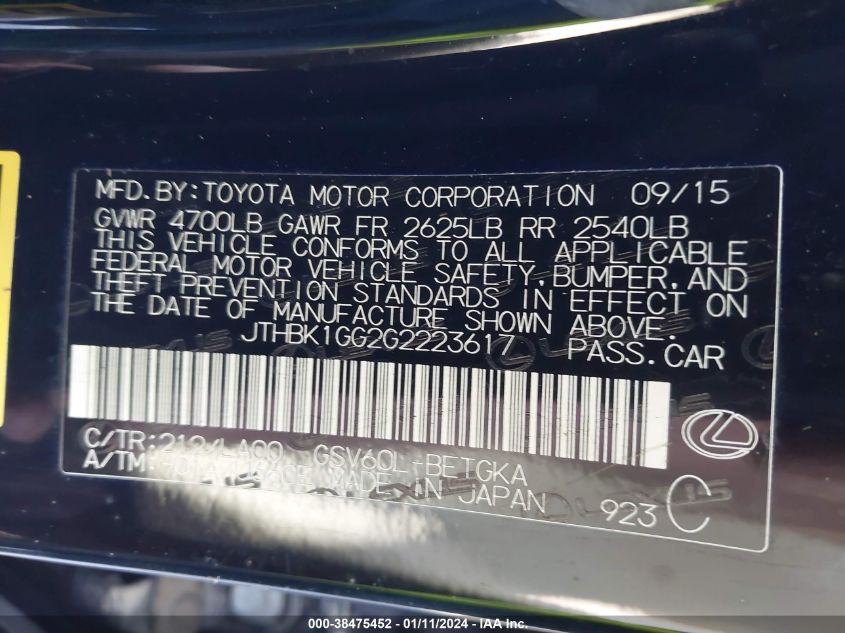 MFD.BY:TOYOTA MOTOR CORPORATION 09/15
GVWR 4700LB GAWR FR 2625LB RR 2540LB
THIS VEHICLE CONFORMS TO ALL APPLICABLE
FEDERAL MOTOR VEHICLE SAFETY,BUMPER,AND
THEFT PREVENTION STANDARDS IN EFFECT ON
THE DATE OF MANUFACTURE SHOWN ABOVE.
JTHBK1GG2G2223617 PASS.CAR
C/TR: GSV60L-BETGKA
A/TM: MADE IN JAPAN 923 C
000-38475452 - 01/11/2024 - IAA Inc.